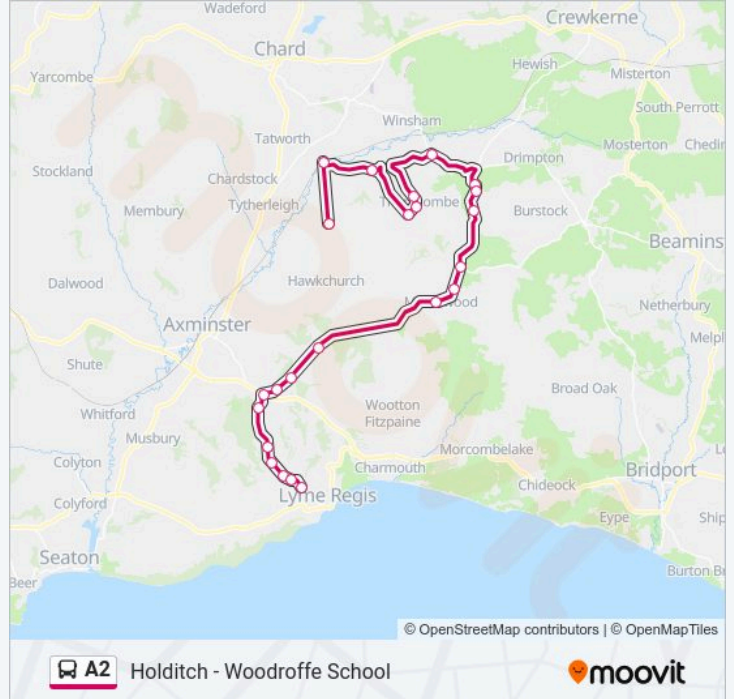 Wadeford
Crewkerne
Chard
Hewish
Yarcombe
Misterton
South Perrott
Winsham
Tatworth
Mosterton
Drimpton
Stockland
Chardstock
Membury
Tytherleigh
Burstock
Beamins
Hawkchurch
Dalwood
Netherbury
Axminster
Melpl
Shute
Broad Oak
Wootton
Fitzpaine
Whitford
Musbury
Morcombelake
Colyton
Charmouth
Bridport
Chideock
Lyme Regis
Colyford
Eype
Ship
Seaton
Beer
Burton Br
© OpenStreetMap contributors | © OpenMapTiles
A2 Holditch - Woodroffe School
moovit